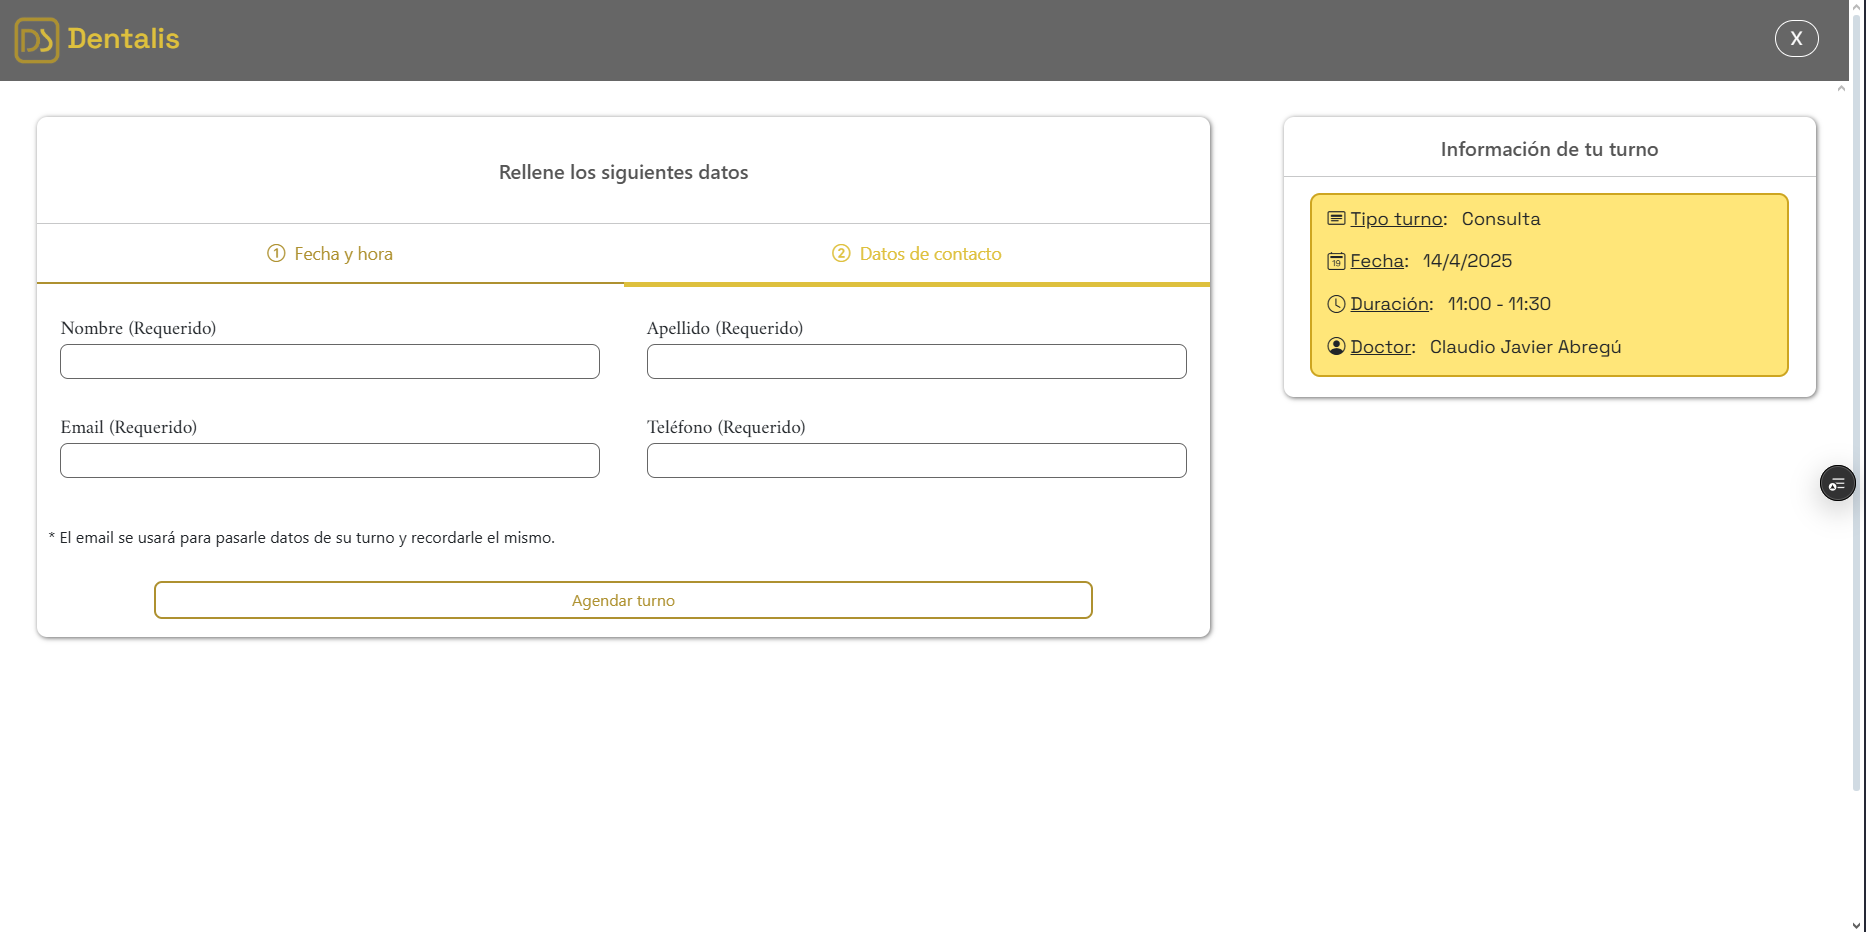 DS Dentalis
X
Rellene los siguientes datos
1 Fecha y hora
2 Datos de contacto
Nombre (Requerido)
Apellido (Requerido)
Email (Requerido)
Teléfono (Requerido)
* El email se usará para pasarle datos de su turno y recordarle el mismo.
Agendar turno
Información de tu turno
Tipo turno: Consulta
19 Fecha: 14/4/2025
Duración: 11:00 - 11:30
Doctor: Claudio Javier Abregú